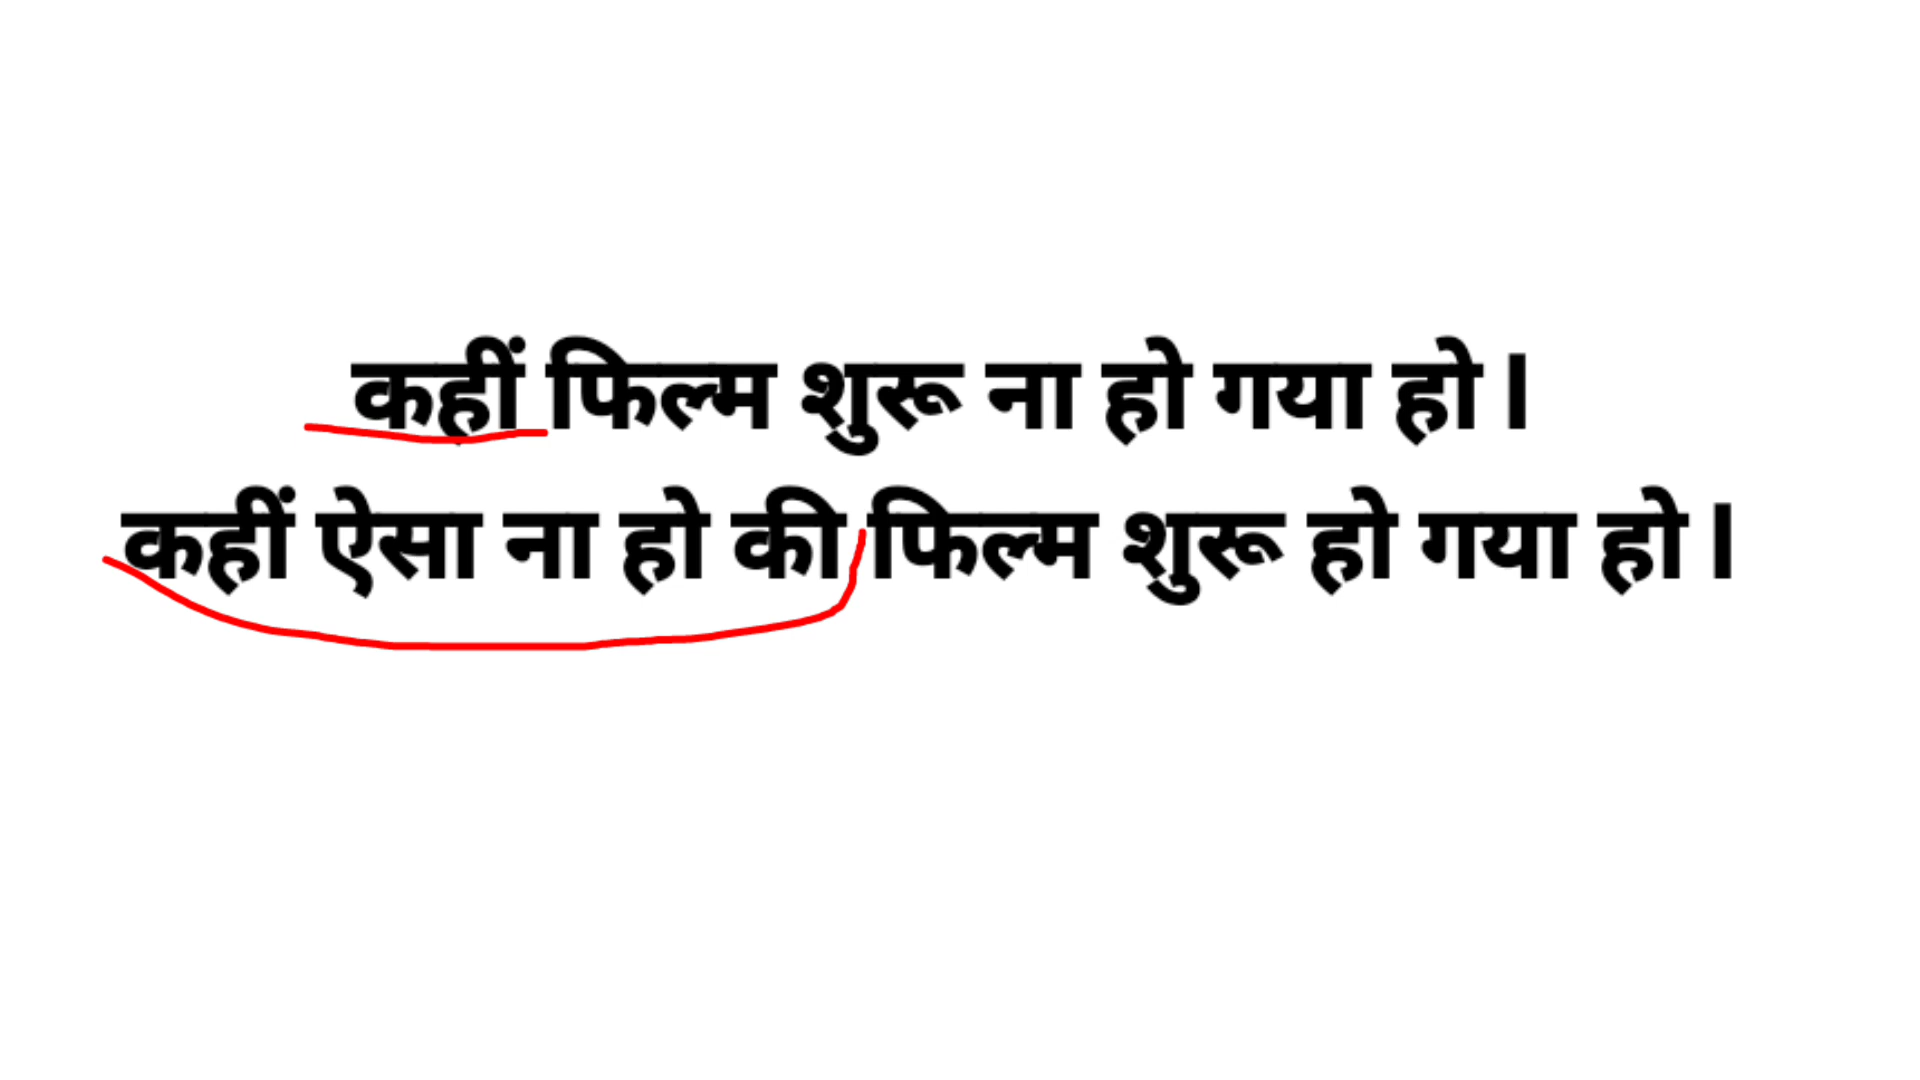 कहीं फिल्म शुरू ना हो गया हो।
कहीं ऐसा ना हो की फिल्म शुरू हो गया हो।